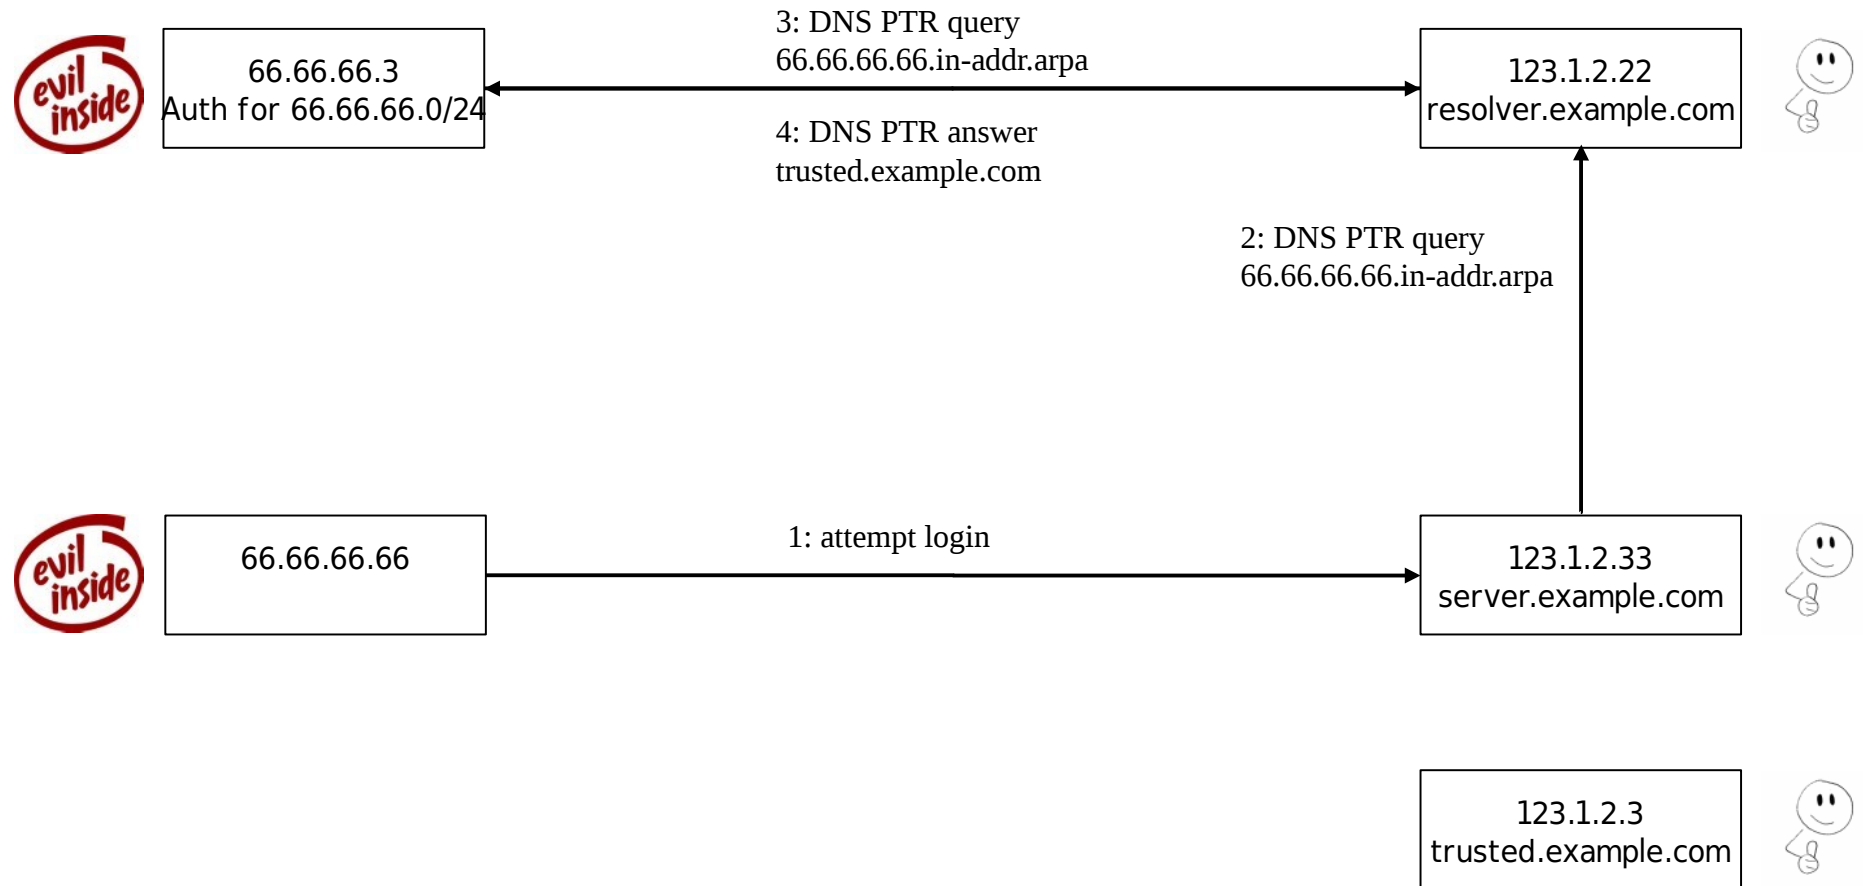 3: DNS PTR query
66.66.66.66.in-addr.arpa
evil
inside
66.66.66.3
Auth for 66.66.66.0/24
123.1.2.22
resolver.example.com
4: DNS PTR answer
trusted.example.com
2: DNS PTR query
66.66.66.66.in-addr.arpa
evil
inside
66.66.66.66
1: attempt login
123.1.2.33
server.example.com
123.1.2.3
trusted.example.com